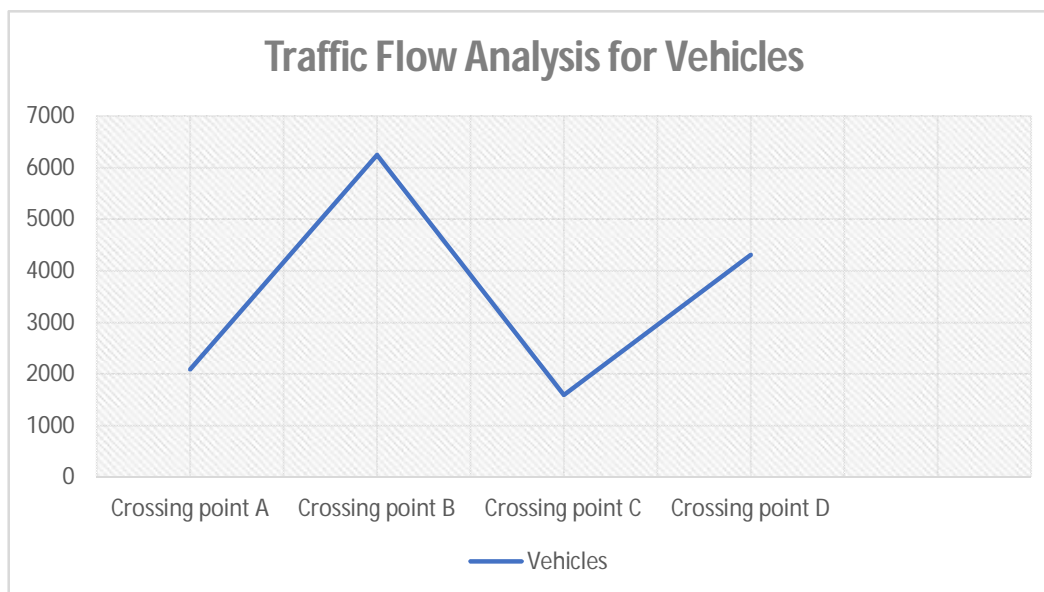 Traffic Flow Analysis for Vehicles
7000
6000
5000
4000
3000
2000
1000
0
Crossing point A Crossing point B Crossing point C Crossing point D
Vehicles